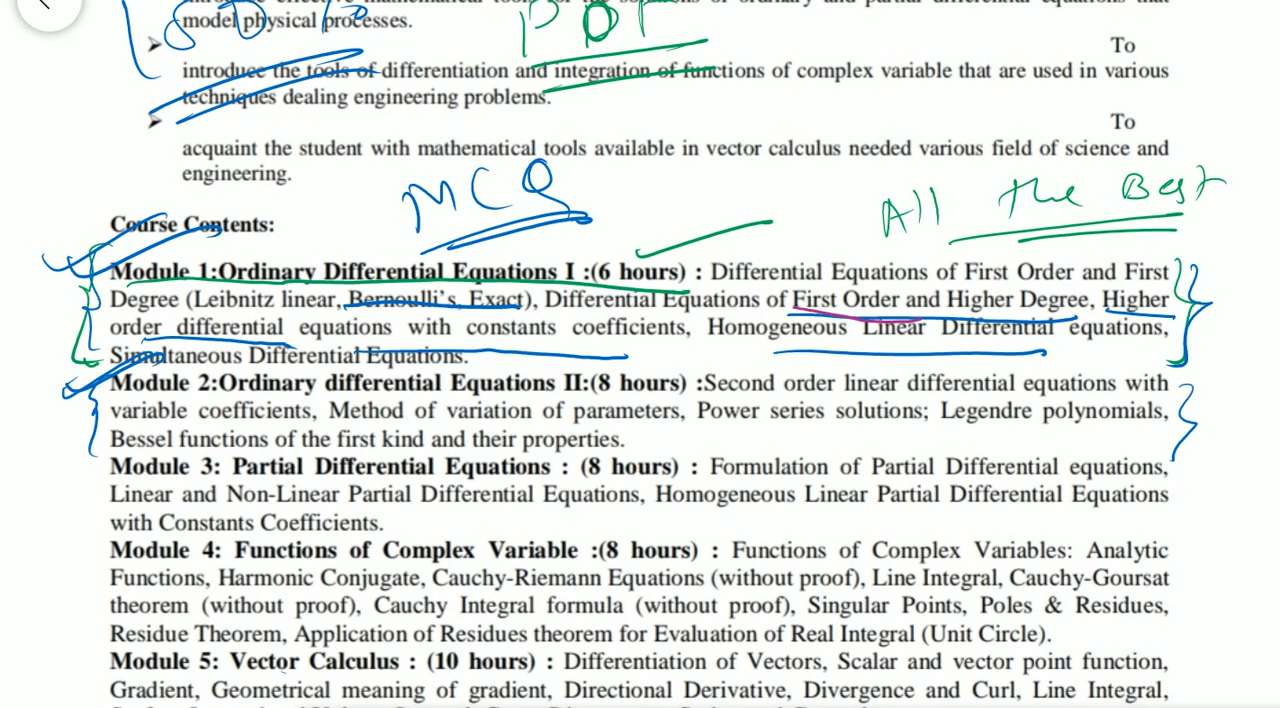 model physical processes.
➤ To
introduce the tools of differentiation and integration of functions of complex variable that are used in various
techniques dealing engineering problems.
➤ To
acquaint the student with mathematical tools available in vector calculus needed various field of science and
engineering.
MCQ
All the Best
Course Contents:
Module 1:Ordinary Differential Equations I :(6 hours) : Differential Equations of First Order and First
Degree (Leibnitz linear, Bernoulli's, Exact), Differential Equations of First Order and Higher Degree, Higher
order differential equations with constants coefficients, Homogeneous Linear Differential equations,
Simultaneous Differential Equations.
Module 2:Ordinary differential Equations II:(8 hours) :Second order linear differential equations with
variable coefficients, Method of variation of parameters, Power series solutions; Legendre polynomials,
Bessel functions of the first kind and their properties.
Module 3: Partial Differential Equations : (8 hours) : Formulation of Partial Differential equations,
Linear and Non-Linear Partial Differential Equations, Homogeneous Linear Partial Differential Equations
with Constants Coefficients.
Module 4: Functions of Complex Variable :(8 hours) : Functions of Complex Variables: Analytic
Functions, Harmonic Conjugate, Cauchy-Riemann Equations (without proof), Line Integral, Cauchy-Goursat
theorem (without proof), Cauchy Integral formula (without proof), Singular Points, Poles & Residues,
Residue Theorem, Application of Residues theorem for Evaluation of Real Integral (Unit Circle).
Module 5: Vector Calculus : (10 hours) : Differentiation of Vectors, Scalar and vector point function,
Gradient, Geometrical meaning of gradient, Directional Derivative, Divergence and Curl, Line Integral,